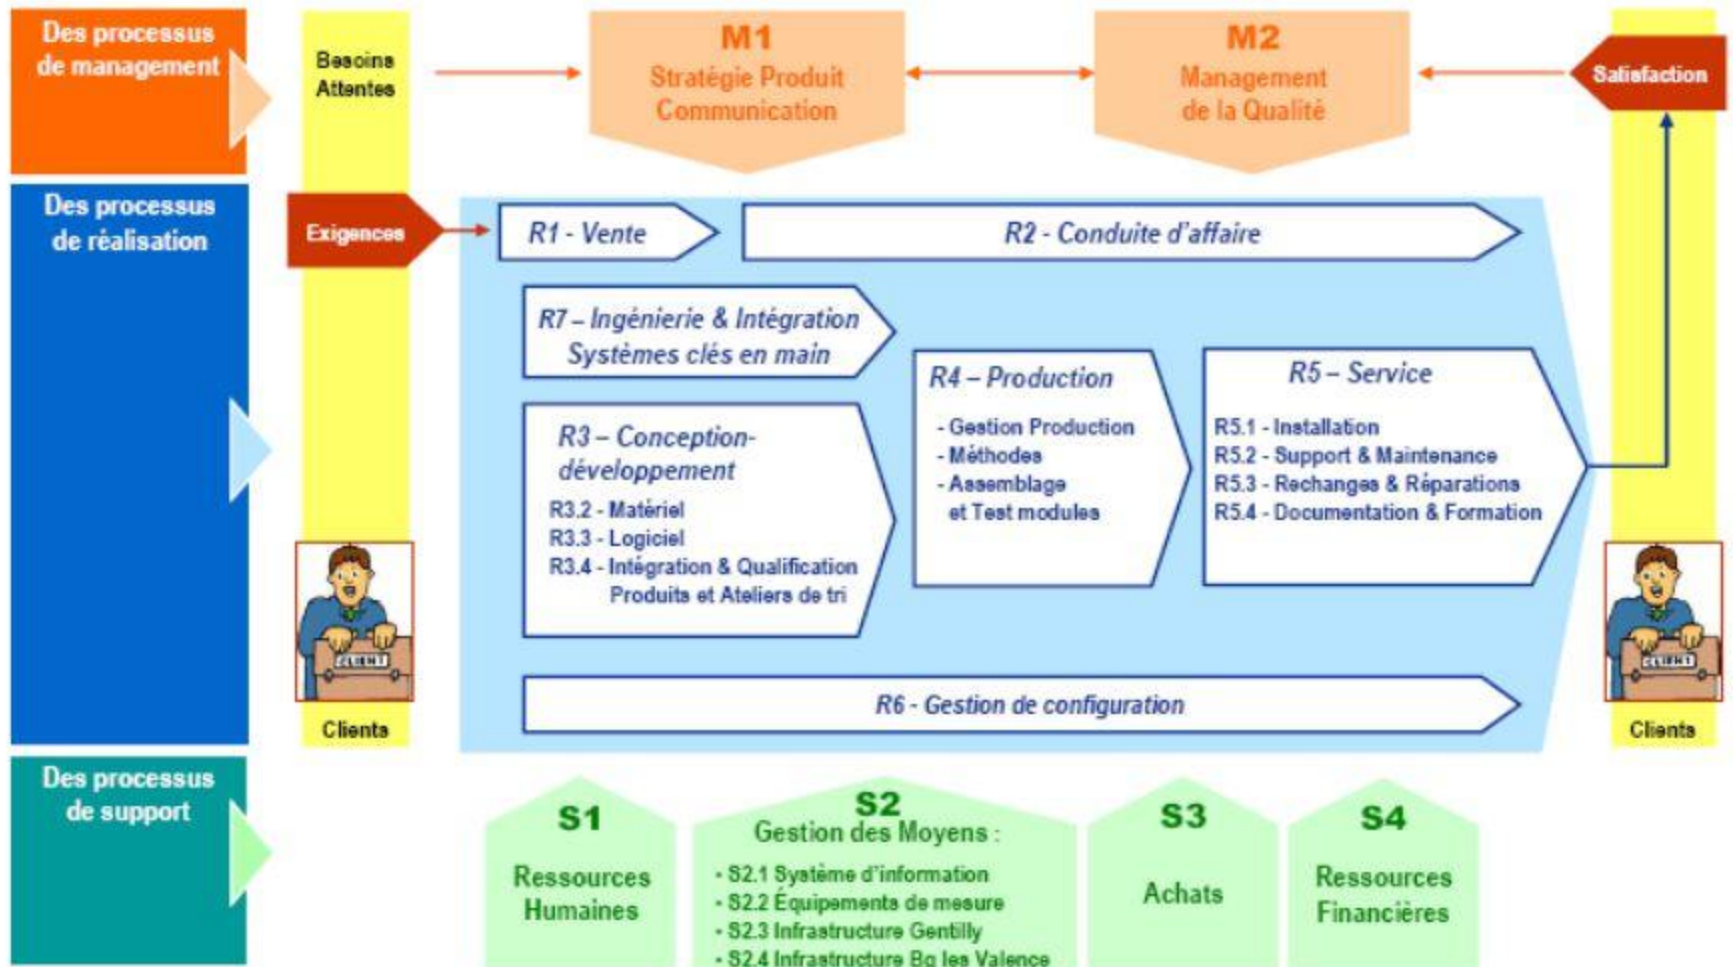 Des processus
de management
Besoins
Attentes
M1
Stratégie Produit
Communication
M2
Management
de la Qualité
Satisfaction
Des processus
de réalisation
Exigences
R1 - Vente
R2 - Conduite d'affaire
R7 – Ingénierie & Intégration
Systèmes clés en main
R3 – Conception-
développement
R3.2 - Matériel
R3.3 - Logiciel
R3.4 - Intégration & Qualification
Produits et Ateliers de tri
R4 – Production
- Gestion Production
- Méthodes
- Assemblage
et Test modules
R5 – Service
R5.1 - Installation
R5.2 - Support & Maintenance
R5.3 - Rechanges & Réparations
R5.4 - Documentation & Formation
R6 - Gestion de configuration
CLIENT
Clients
CLIENT
Clients
Des processus
de support
S1
Ressources
Humaines
S2
Gestion des Moyens :
- S2.1 Système d'information
- S2.2 Équipements de mesure
- S2.3 Infrastructure Gentilly
- S2.4 Infrastructure Bg les Valence
S3
Achats
S4
Ressources
Financières